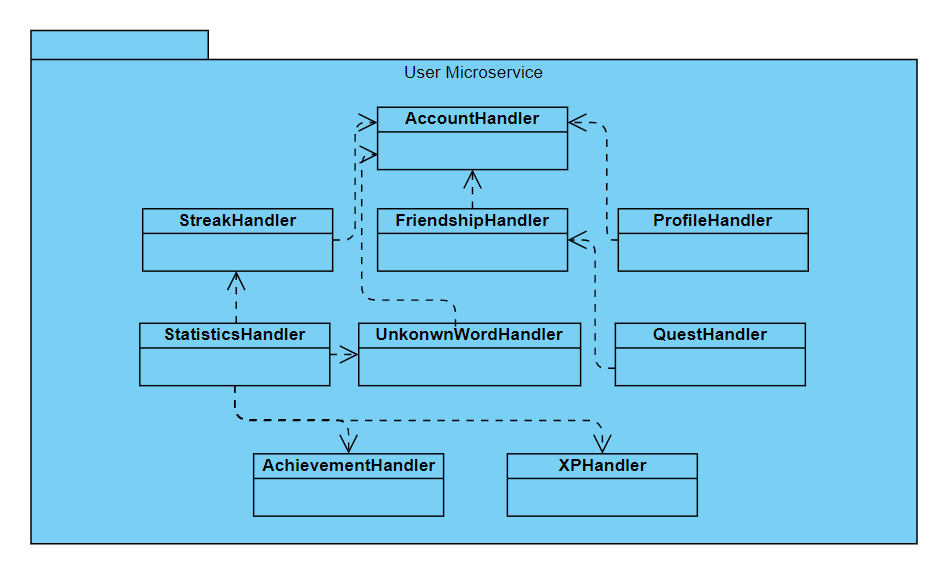 User Microservice
AccountHandler
StreakHandler
FriendshipHandler
ProfileHandler
StatisticsHandler
UnkonwnWordHandler
QuestHandler
AchievementHandler
XPHandler